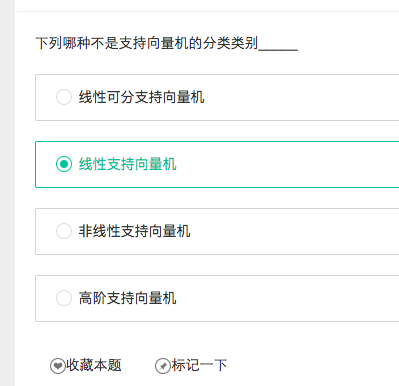 下列哪种不是支持向量机的分类类别_____
线性可分支持向量机
线性支持向量机
非线性支持向量机
高阶支持向量机
收藏本题 标记一下